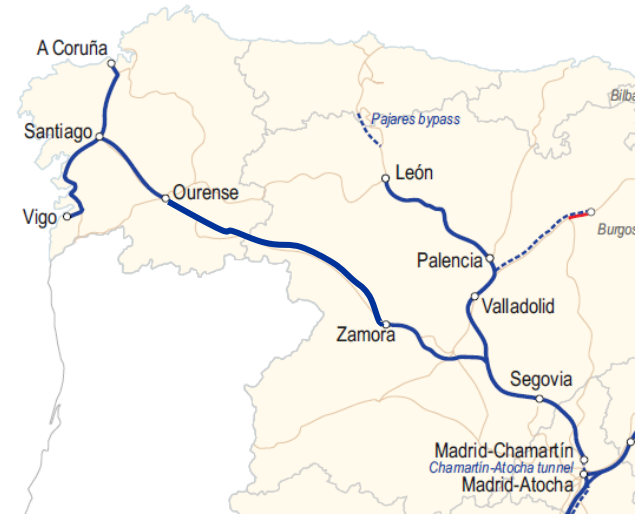 A Coruña
Bilba
Pajares bypass
Santiago
León
Ourense
Vigo
Burgos
Palencia
Valladolid
Zamora
Segovia
Madrid-Chamartín
Chamartín-Atocha tunnel
Madrid-Atocha